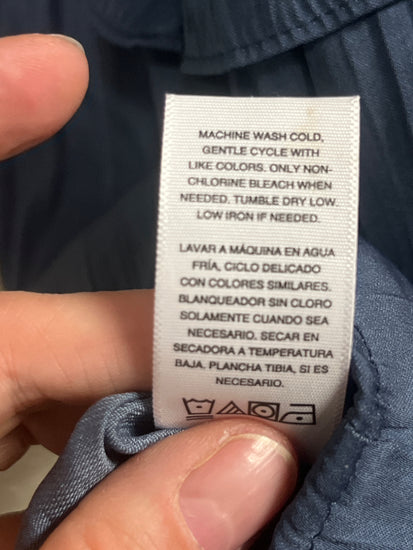 MACHINE WASH COLD,
GENTLE CYCLE WITH
LIKE COLORS. ONLY NON-
CHLORINE BLEACH WHEN
NEEDED. TUMBLE DRY LOW.
LOW IRON IF NEEDED.
LAVAR A MÁQUINA EN AGUA
FRÍA, CICLO DELICADO
CON COLORES SIMILARES.
BLANQUEADOR SIN CLORO
SOLAMENTE CUANDO SEA
NECESARIO. SECAR EN
SECADORA A TEMPERATURA
BAJA. PLANCHA TIBIA, SI ES
NECESARIO.